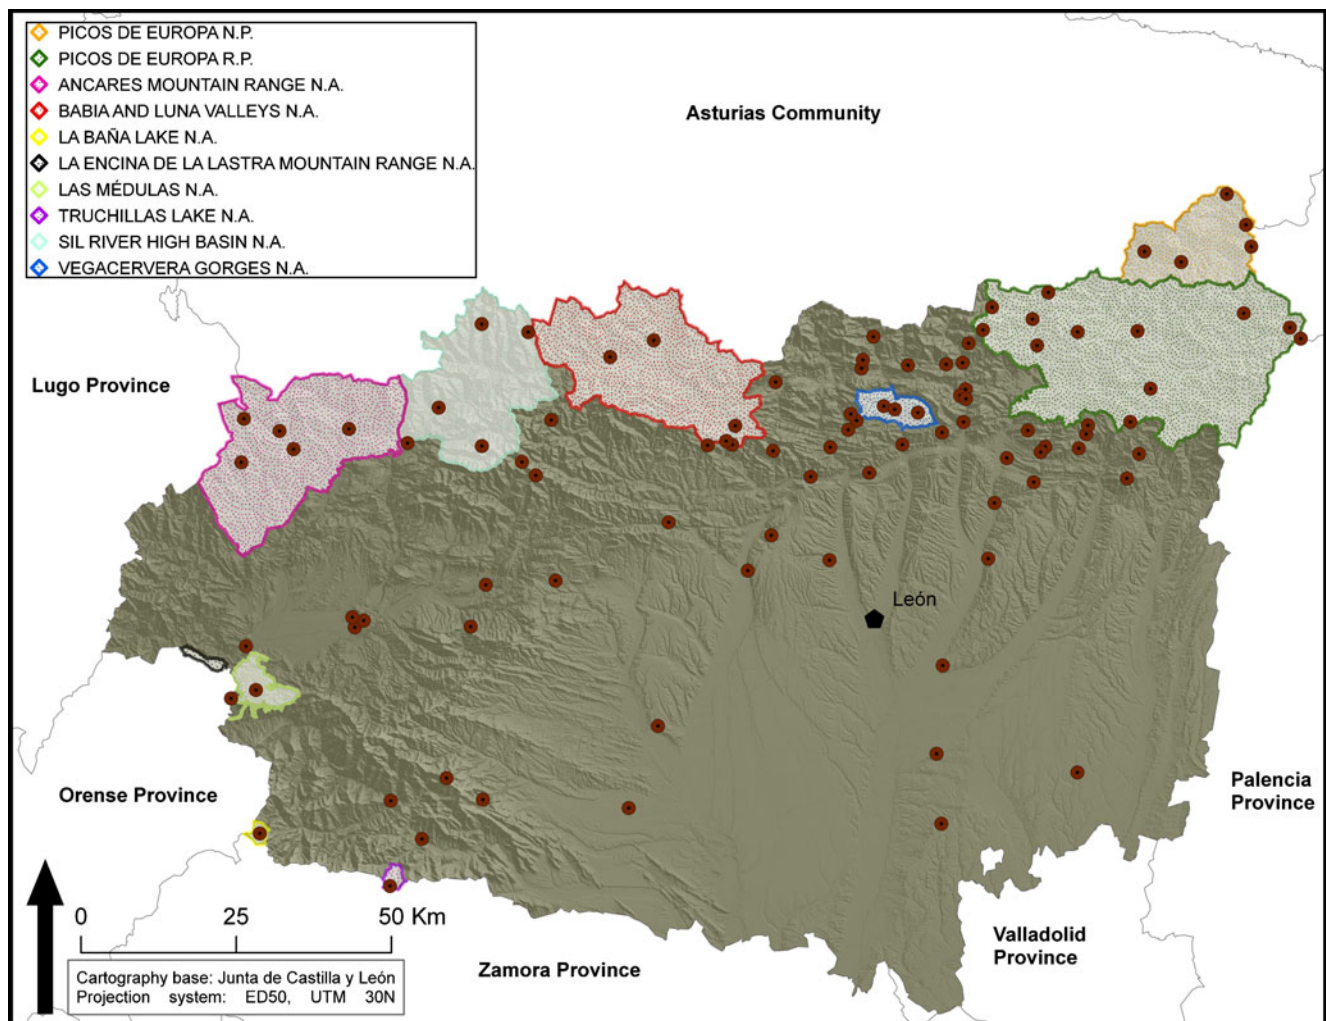 PICOS DE EUROPA N.P.
PICOS DE EUROPA R.P.
ANCARES MOUNTAIN RANGE N.A.
BABIA AND LUNA VALLEYS N.A.
LA BAÑA LAKE N.A.
LA ENCINA DE LA LASTRA MOUNTAIN RANGE N.A.
LAS MÉDULAS N.A.
TRUCHILLAS LAKE N.A.
SIL RIVER HIGH BASIN N.A.
VEGACERVERA GORGES N.A.
Asturias Community
Lugo Province
León
Orense Province
Palencia
Province
0 25 50 Km
Valladolid
Province
Zamora Province
Cartography base: Junta de Castilla y León
Projection system: ED50, UTM 30N